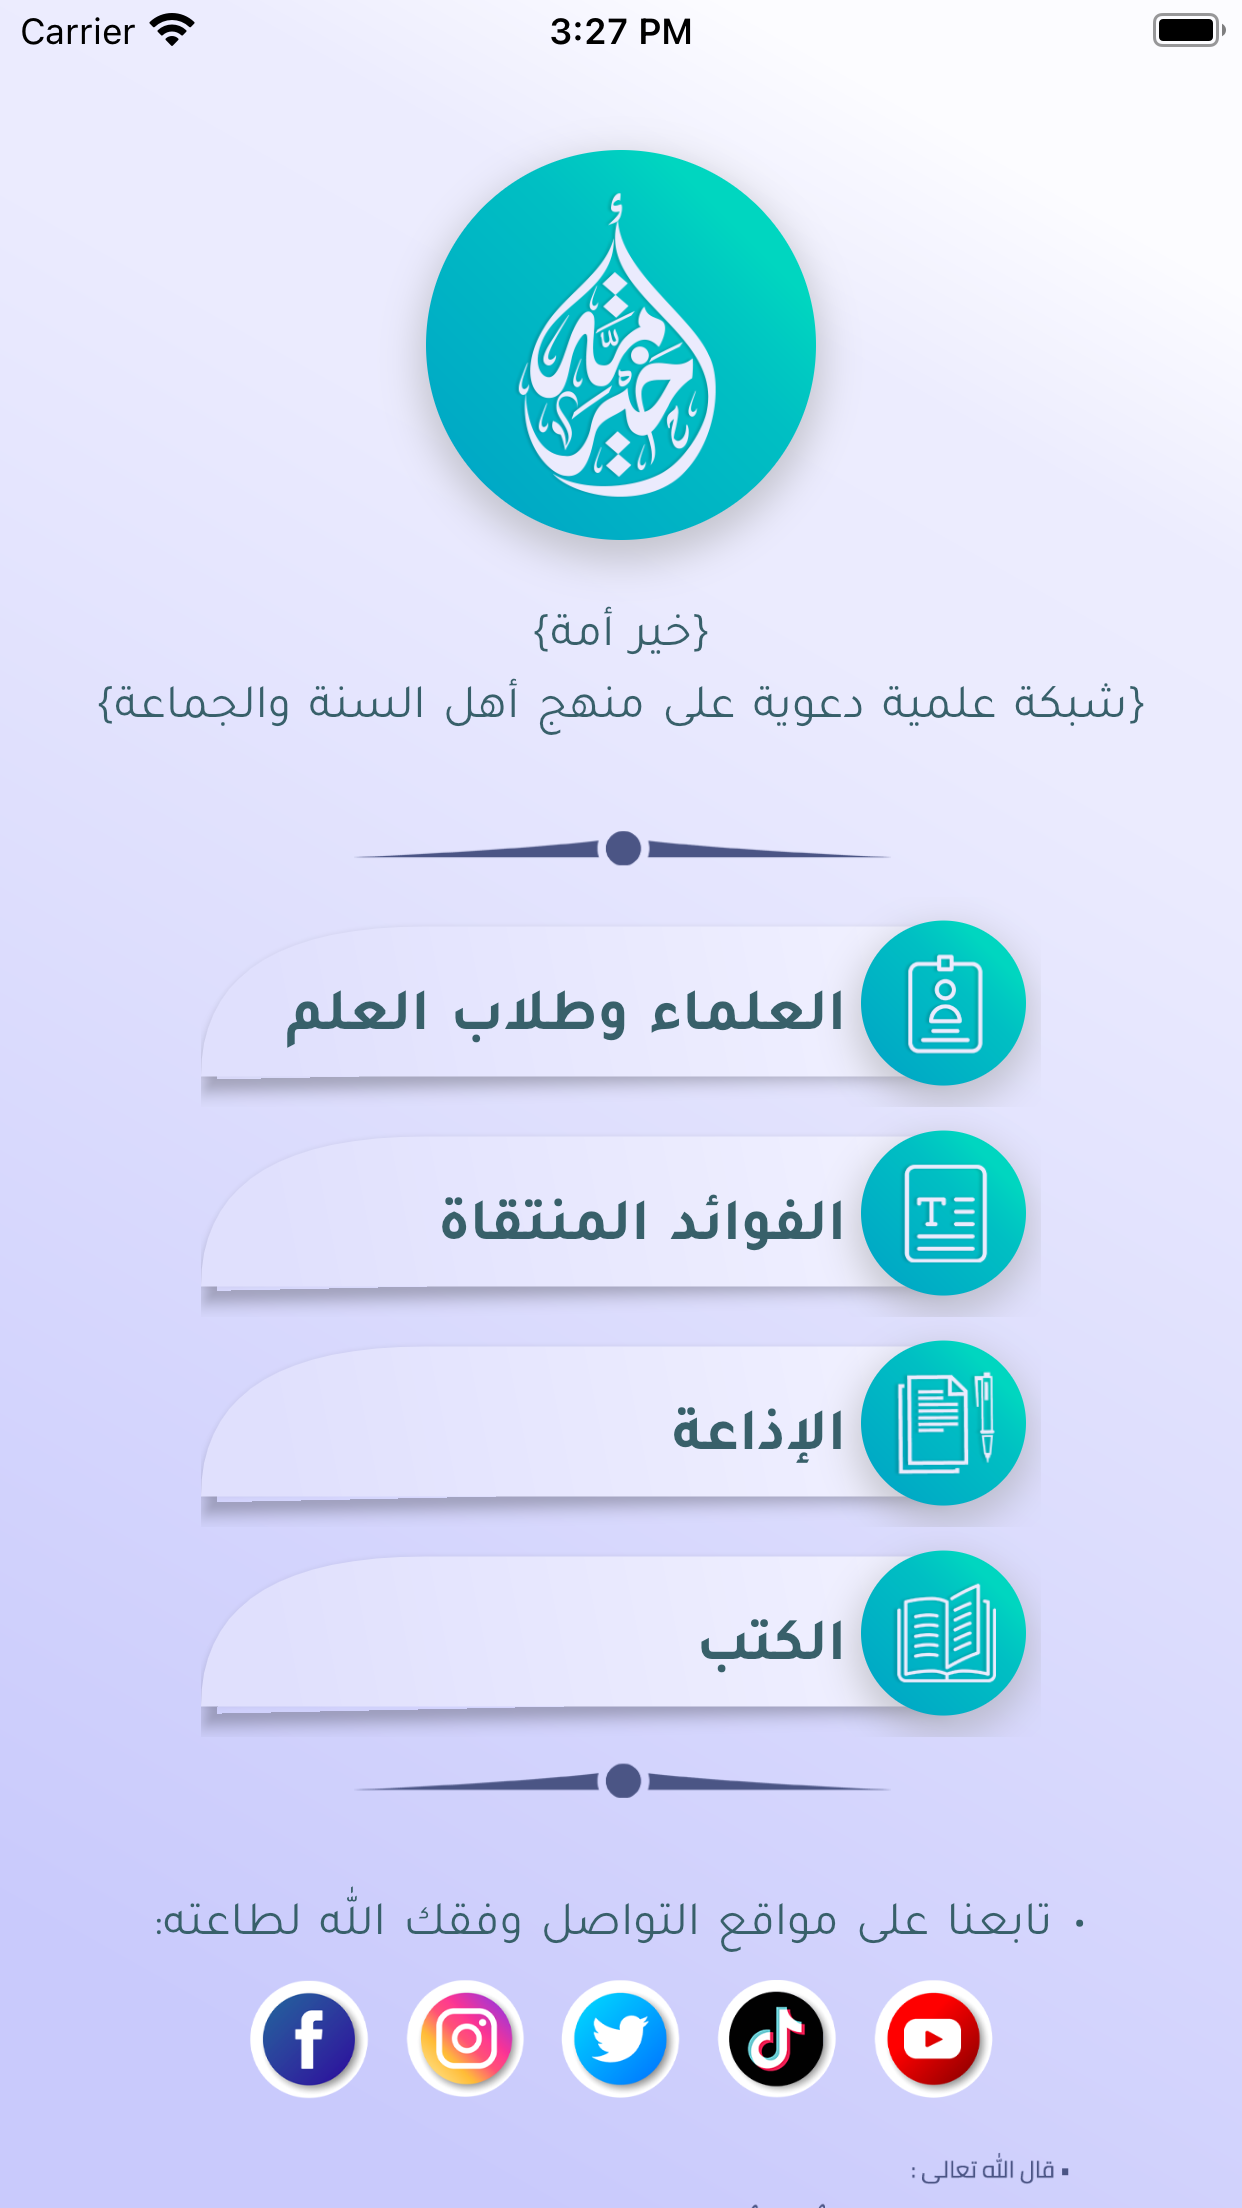 Carrier 3:27 PM
خير أمة
{خير أمة}
{شبكة علمية دعوية على منهج أهل السنة والجماعة}
العلماء وطلاب العلم
الفوائد المنتقاة
الإذاعة
الكتب
• تابعنا على مواقع التواصل وفقك الله لطاعته:
▪ قال الله تعالى :